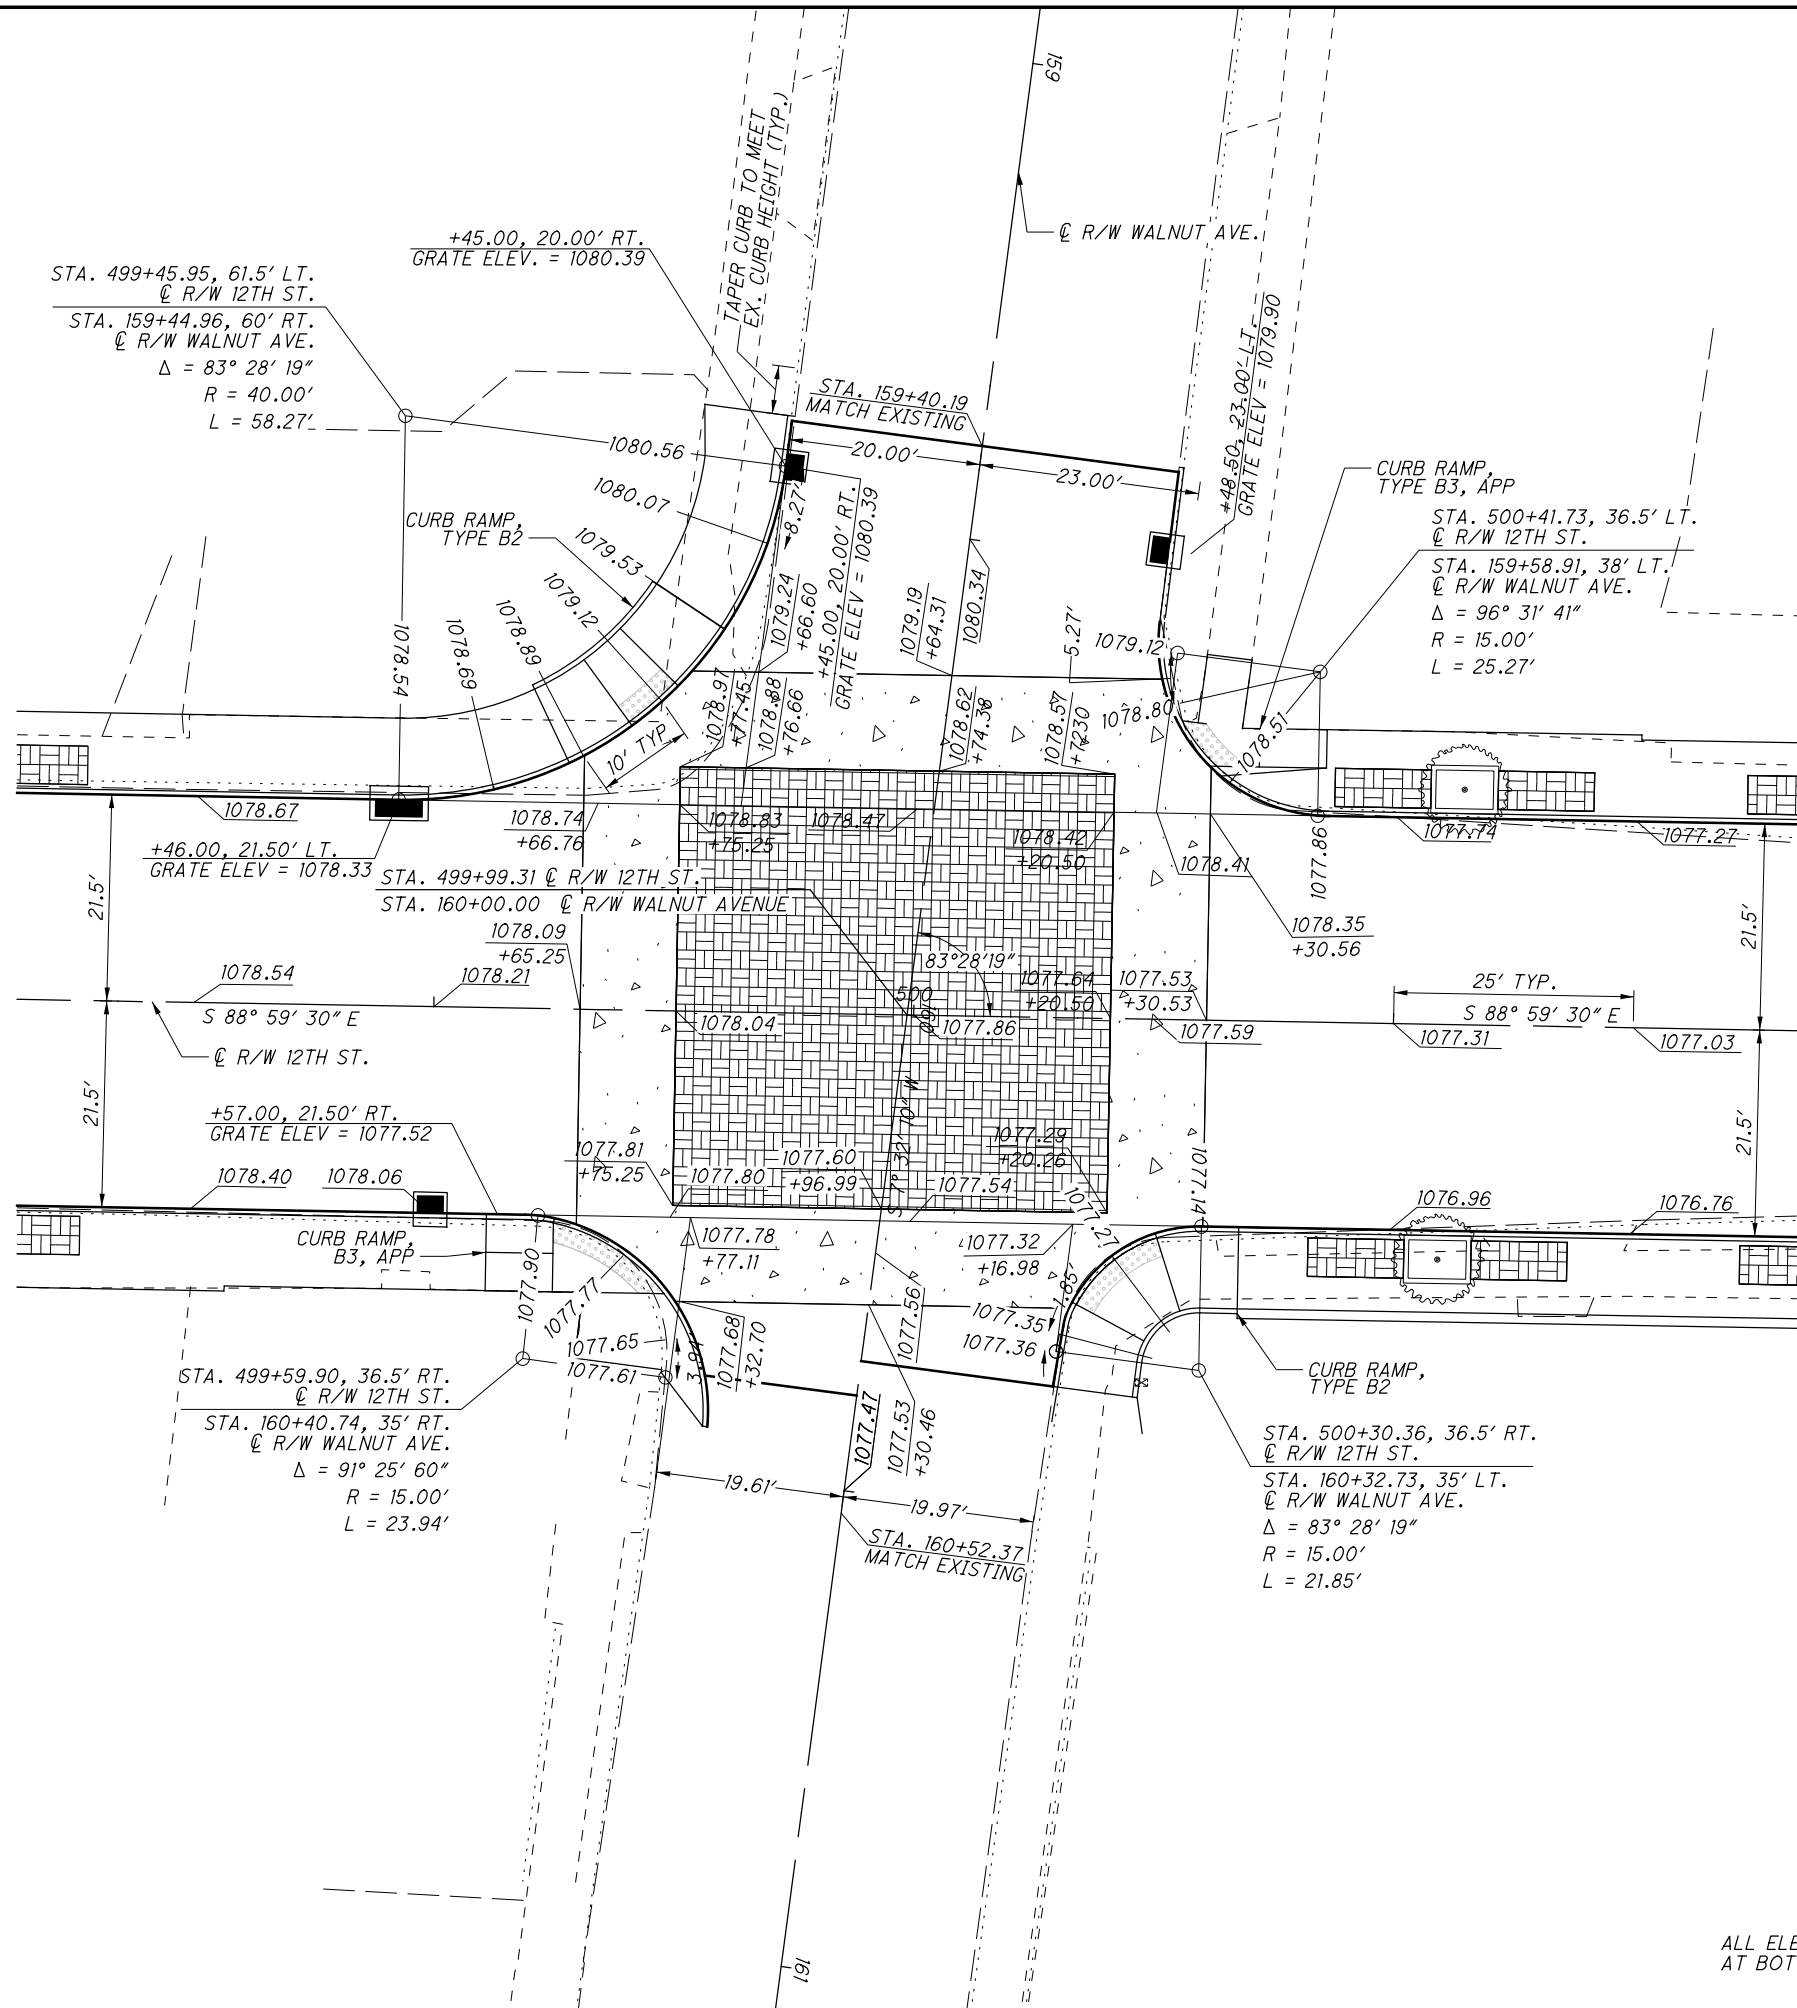 159
TAPER CURB TO MEET
EX. CURB HEIGHT (TYP.)
℄ R/W WALNUT AVE.
+45.00, 20.00' RT.
GRATE ELEV. = 1080.39
STA. 499+45.95, 61.5' LT.
℄ R/W 12TH ST.
STA. 159+44.96, 60' RT.
℄ R/W WALNUT AVE.
Δ = 83° 28' 19"
R = 40.00'
L = 58.27'
STA. 159+40.19
MATCH EXISTING
20.00'
23.00'
+48.50, 23.00' LT.
GRATE ELEV = 1079.90
CURB RAMP,
TYPE B3, APP
STA. 500+41.73, 36.5' LT.
℄ R/W 12TH ST.
STA. 159+58.91, 38' LT.
℄ R/W WALNUT AVE.
Δ = 96° 31' 41"
R = 15.00'
L = 25.27'
1080.56
1080.07
CURB RAMP,
TYPE B2
1079.53
1079.12
1078.89
1078.69
1078.54
8.27'
1079.24
+66.60
+45.00, 20.00' RT.
GRATE ELEV = 1080.39
1079.19
+64.31
1080.34
5.27'
1079.12
1078.80
1078.51
1078.97
+77.45
1078.88
+76.66
1078.62
+74.38
1078.57
+72.30
10' TYP.
1078.67
1078.74
+66.76
1078.83
+75.25
1078.47
1078.42
+20.50
1078.41
1077.86
1077.74
1077.27
+46.00, 21.50' LT.
GRATE ELEV = 1078.33
STA. 499+99.31 ℄ R/W 12TH ST.
STA. 160+00.00 ℄ R/W WALNUT AVENUE
21.5'
21.5'
1078.09
+65.25
1078.35
+30.56
1078.54
1078.21
83°28'19"
1077.64
+20.50
1077.53
+30.53
25' TYP.
S 88° 59' 30" E
S 88° 59' 30" E
500
160
1078.04
1077.86
1077.59
1077.31
1077.03
℄ R/W 12TH ST.
21.5'
21.5'
S 7° 32' 10" W
+57.00, 21.50' RT.
GRATE ELEV = 1077.52
1077.81
+75.25
1077.60
+96.99
1077.29
+20.26
1078.40
1078.06
1077.80
1077.54
1077.14
1077.27
1076.96
1076.76
CURB RAMP,
B3, APP
1077.78
+77.11
1077.32
+16.98
1077.90
1077.77
1077.65
1077.61
3.94'
1077.68
+32.70
1077.56
1.85'
1077.35
1077.36
CURB RAMP,
TYPE B2
STA. 499+59.90, 36.5' RT.
℄ R/W 12TH ST.
STA. 160+40.74, 35' RT.
℄ R/W WALNUT AVE.
Δ = 91° 25' 60"
R = 15.00'
L = 23.94'
1077.47
1077.53
+30.46
19.61'
19.97'
STA. 160+52.37
MATCH EXISTING
STA. 500+30.36, 36.5' RT.
℄ R/W 12TH ST.
STA. 160+32.73, 35' LT.
℄ R/W WALNUT AVE.
Δ = 83° 28' 19"
R = 15.00'
L = 21.85'
161
ALL ELE
AT BOT